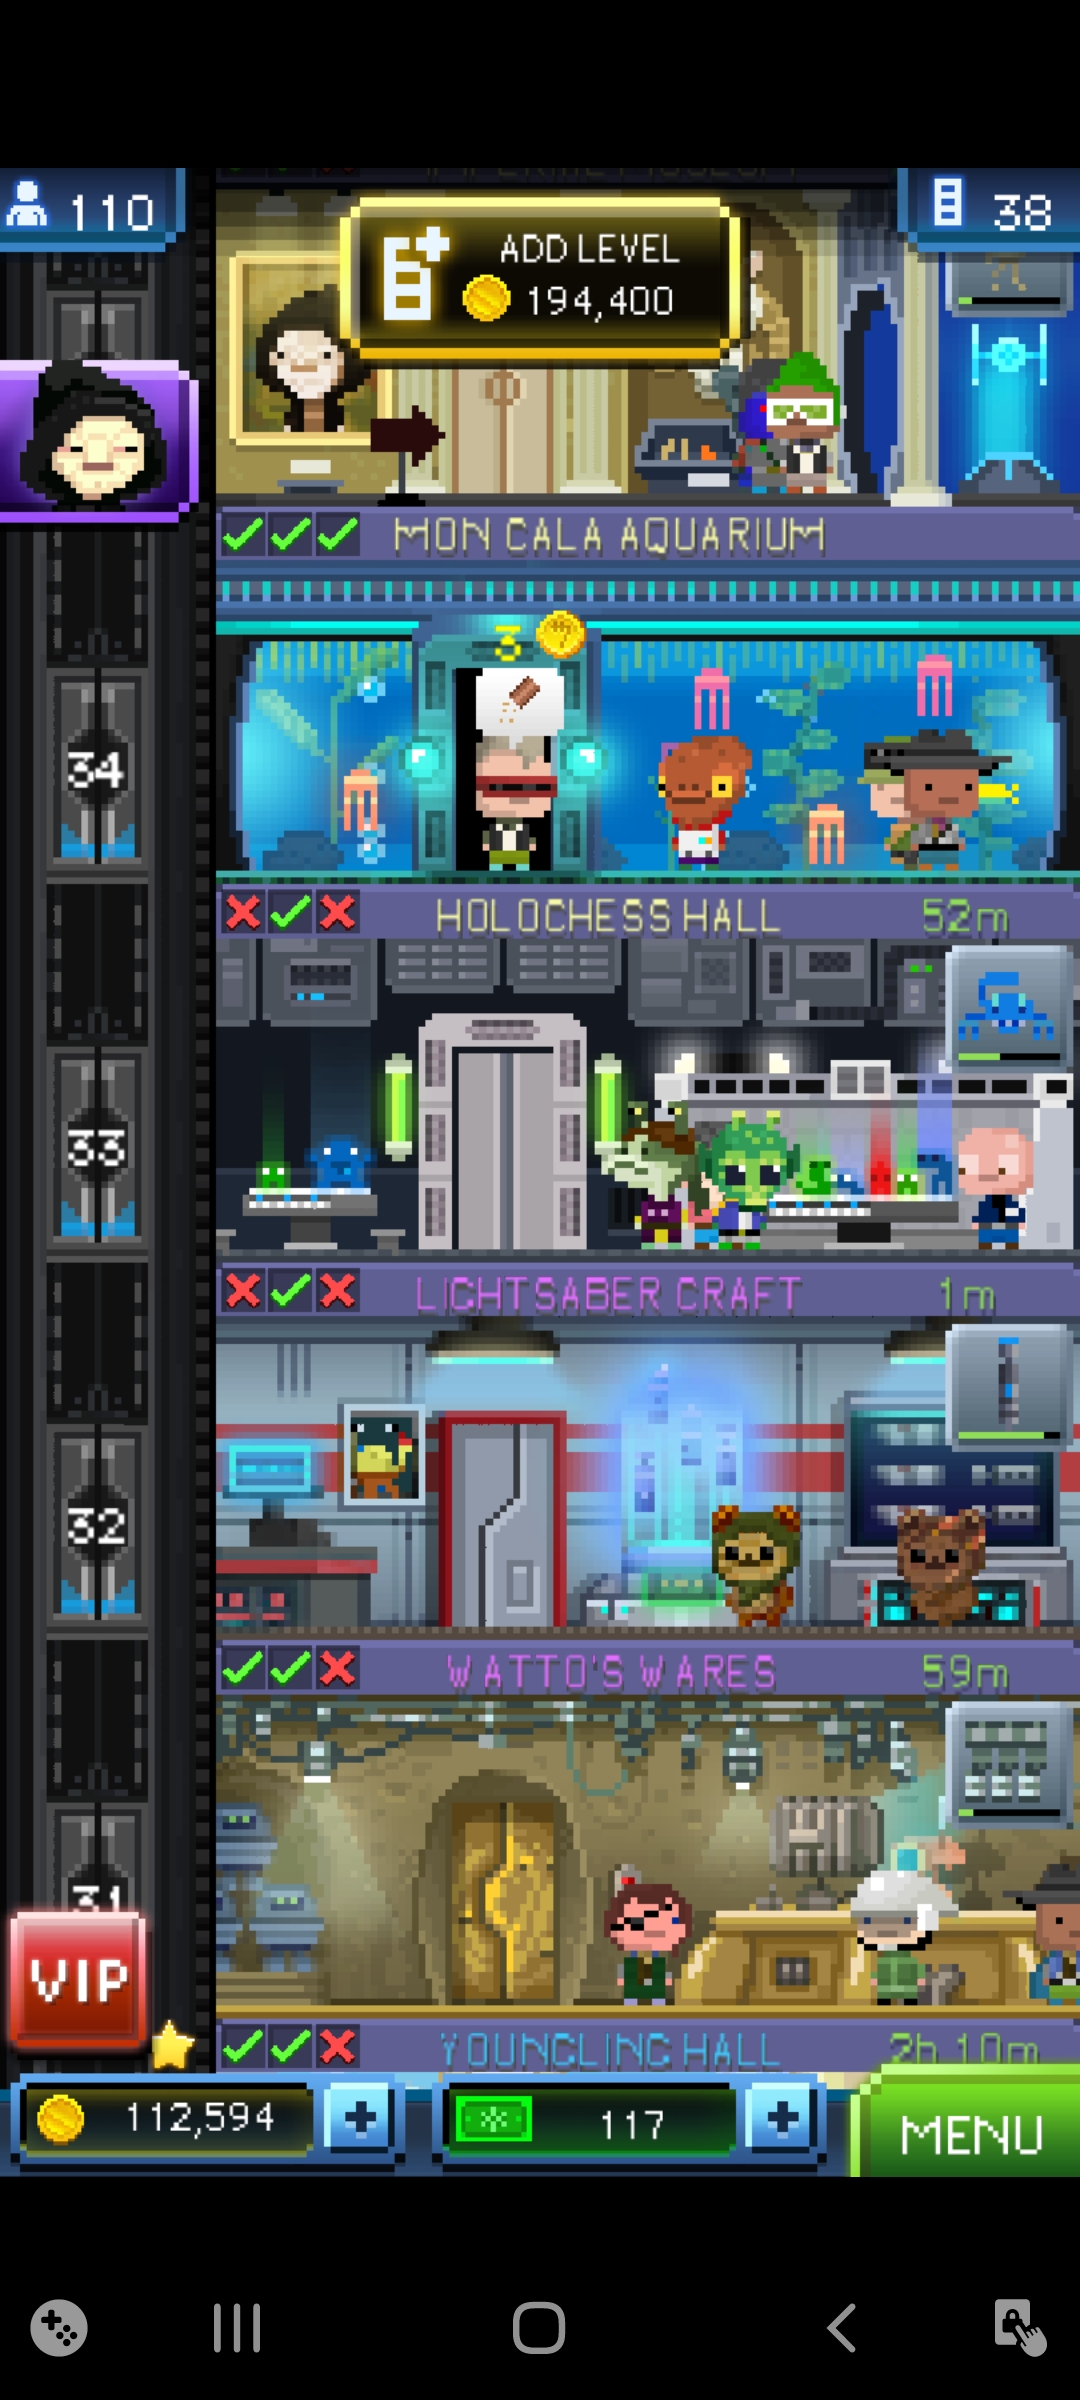 110
38
ADD LEVEL
194,400
MON CALA AQUARIUM
3
34
HOLOCHESS HALL 52m
33
LIGHTSABER CRAFT 1m
32
WATTO'S WARES 59m
31
VIP
YOUNGLING HALL 2h 10m
112,594
117
MENU